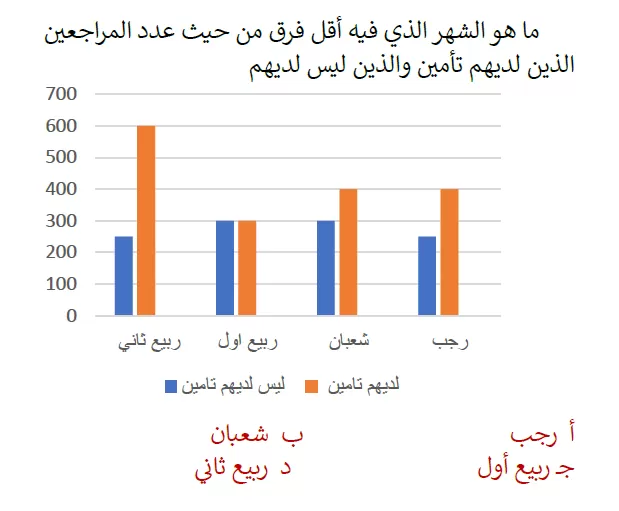 ما هو الشهر الذي فيه أقل فرق من حيث عدد المراجعين
الذين لديهم تأمين والذين ليس لديهم
700
600
500
400
300
200
100
0
ربيع ثاني ربيع اول شعبان رجب
ليس لديهم تامين لديهم تامين
أ رجب ب شعبان
جـ ربيع أول د ربيع ثاني